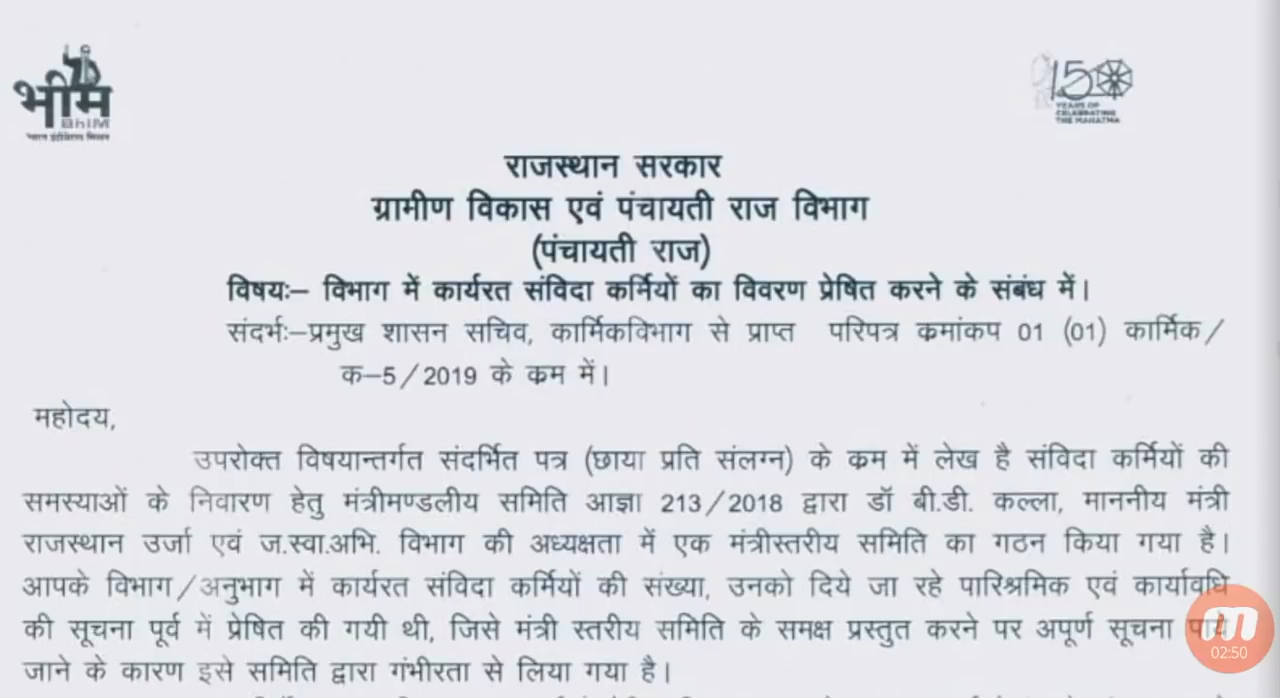 भीम
BHIM
150
YEARS OF
CELEBRATING
THE MAHATMA
राजस्थान सरकार
ग्रामीण विकास एवं पंचायती राज विभाग
(पंचायती राज)
विषयः– विभाग में कार्यरत संविदा कर्मियों का विवरण प्रेषित करने के संबंध में।
संदर्भः–प्रमुख शासन सचिव, कार्मिकविभाग से प्राप्त परिपत्र कमांकप 01 (01) कार्मिक/
क–5/2019 के कम में।
महोदय,
उपरोक्त विषयान्तर्गत संदर्भित पत्र (छाया प्रति संलग्न) के कम में लेख है संविदा कर्मियों की
समस्याओं के निवारण हेतु मंत्रीमण्डलीय समिति आज्ञा 213/2018 द्वारा डॉ बी.डी. कल्ला, माननीय मंत्री
राजस्थान उर्जा एवं ज.स्वा.अभि. विभाग की अध्यक्षता में एक मंत्रीस्तरीय समिति का गठन किया गया है।
आपके विभाग/अनुभाग में कार्यरत संविदा कर्मियों की संख्या, उनको दिये जा रहे पारिश्रमिक एवं कार्यावधि
की सूचना पूर्व में प्रेषित की गयी थी, जिसे मंत्री स्तरीय समिति के समक्ष प्रस्तुत करने पर अपूर्ण सूचना पाये
जाने के कारण इसे समिति द्वारा गंभीरता से लिया गया है।
02:50